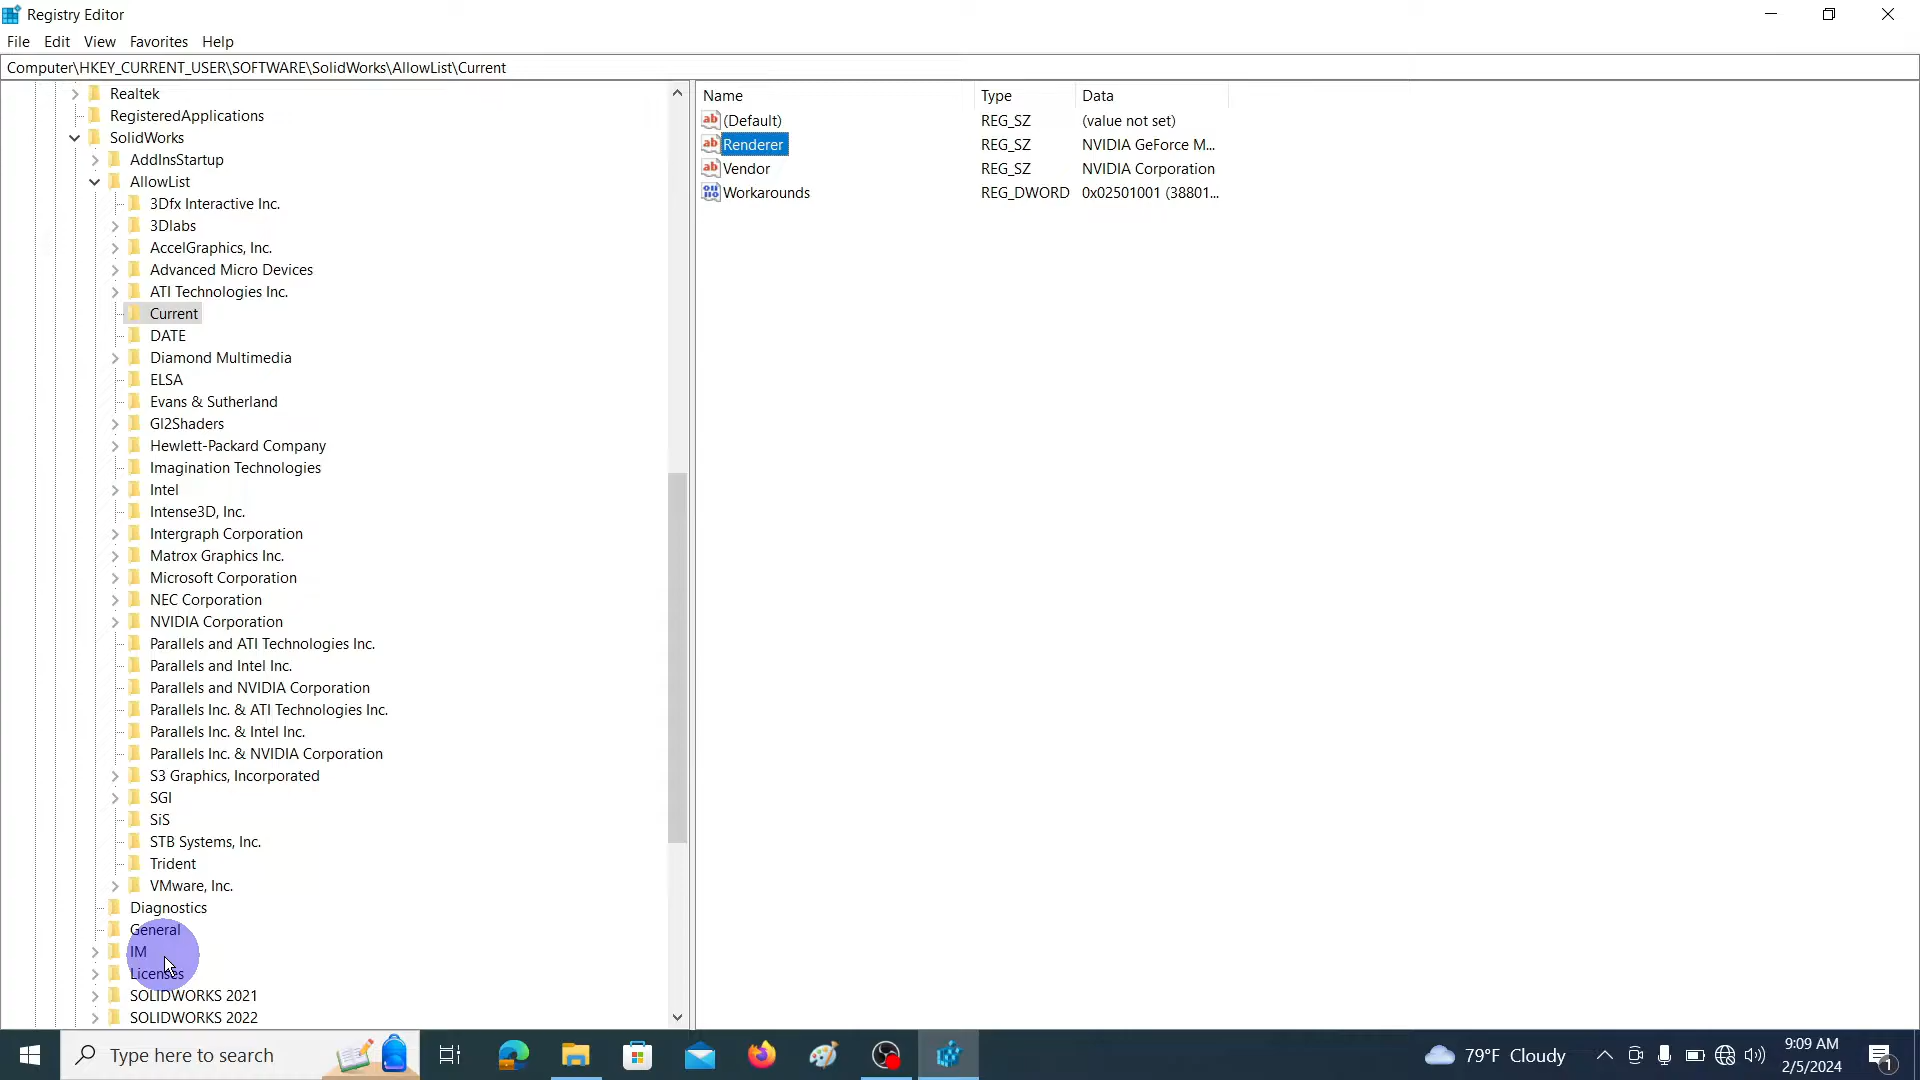 Registry Editor
File Edit View Favorites Help
Computer\HKEY_CURRENT_USER\SOFTWARE\SolidWorks\AllowList\Current
Realtek
RegisteredApplications
SolidWorks
AddInsStartup
AllowList
3Dfx Interactive Inc.
3Dlabs
AccelGraphics, Inc.
Advanced Micro Devices
ATI Technologies Inc.
Current
DATE
Diamond Multimedia
ELSA
Evans & Sutherland
Gl2Shaders
Hewlett-Packard Company
Imagination Technologies
Intel
Intense3D, Inc.
Intergraph Corporation
Matrox Graphics Inc.
Microsoft Corporation
NEC Corporation
NVIDIA Corporation
Parallels and ATI Technologies Inc.
Parallels and Intel Inc.
Parallels and NVIDIA Corporation
Parallels Inc. & ATI Technologies Inc.
Parallels Inc. & Intel Inc.
Parallels Inc. & NVIDIA Corporation
S3 Graphics, Incorporated
SGI
SiS
STB Systems, Inc.
Trident
VMware, Inc.
Diagnostics
General
IM
Licenses
SOLIDWORKS 2021
SOLIDWORKS 2022
Name Type Data
ab (Default) REG_SZ (value not set)
ab Renderer REG_SZ NVIDIA GeForce M...
ab Vendor REG_SZ NVIDIA Corporation
Workarounds REG_DWORD 0x02501001 (38801...
Type here to search
79°F Cloudy
9:09 AM
2/5/2024
1